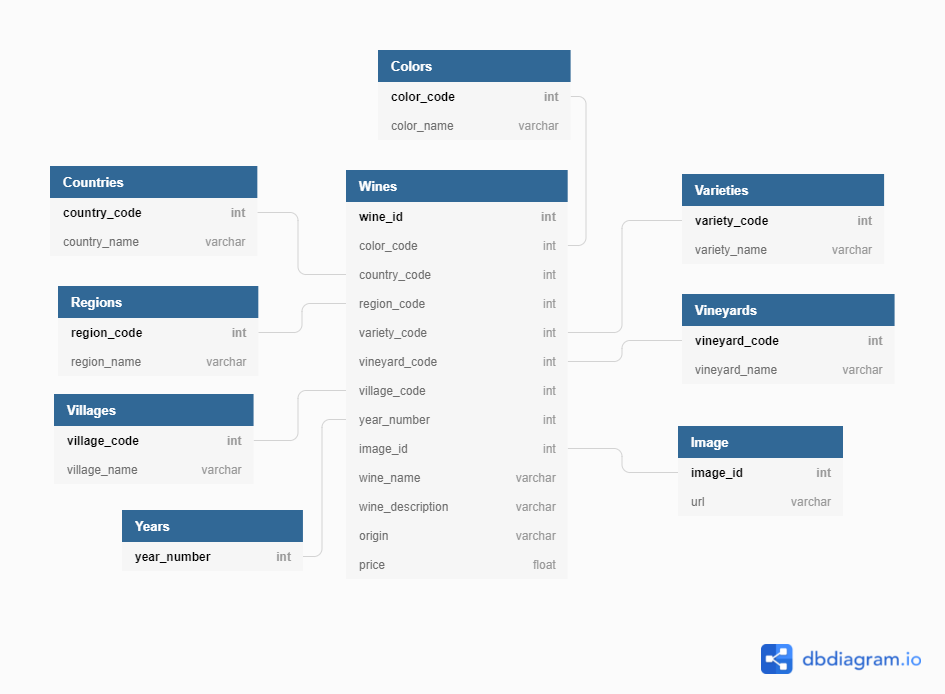 Colors
color_code int
color_name varchar
Countries
country_code int
country_name varchar
Regions
region_code int
region_name varchar
Villages
village_code int
village_name varchar
Years
year_number int
Wines
wine_id int
color_code int
country_code int
region_code int
variety_code int
vineyard_code int
village_code int
year_number int
image_id int
wine_name varchar
wine_description varchar
origin varchar
price float
Varieties
variety_code int
variety_name varchar
Vineyards
vineyard_code int
vineyard_name varchar
Image
image_id int
url varchar
dbdiagram.io